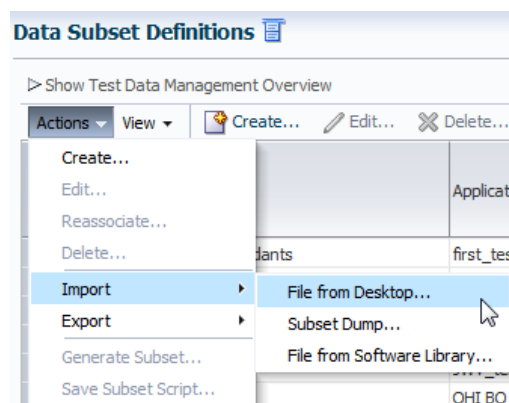 Data Subset Definitions
Show Test Data Management Overview
Actions View Create... Edit... Delete...
Create...
Edit...
Reassociate...
Delete...
Import
Export
Generate Subset...
Save Subset Script...
File from Desktop...
Subset Dump...
File from Software Library...
Applicat
dants
first_tes
OHI BO